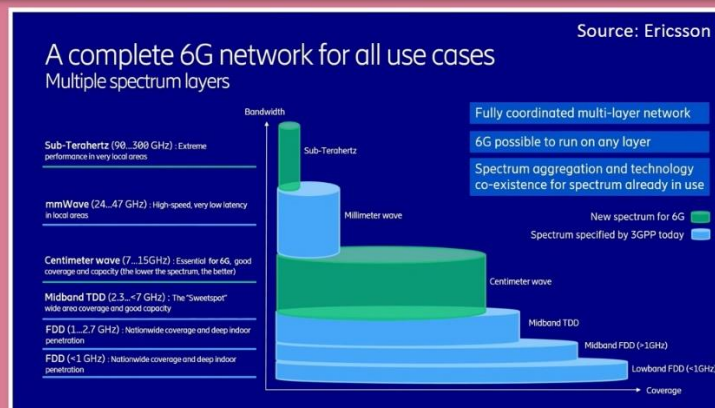 Source: Ericsson
A complete 6G network for all use cases
Multiple spectrum layers
Bandwidth
Sub-Terahertz (90...300 GHz) : Extreme
performance in very local areas
mmWave (24...47 GHz) : High-speed, very low latency
in local areas
Centimeter wave (7...15GHz) : Essential for 6G, good
coverage and capacity (the lower the spectrum, the better)
Midband TDD (2.3...<7 GHz) : The "Sweetspot"
wide area coverage and good capacity
FDD (1...2.7 GHz) : Nationwide coverage and deep indoor
penetration
FDD (<1 GHz) : Nationwide coverage and deep indoor
penetration
Sub-Terahertz
Millimeter wave
Centimeter wave
Midband TDD
Midband FDD (>1GHz)
Lowband FDD (<1GHz)
Coverage
Fully coordinated multi-layer network
6G possible to run on any layer
Spectrum aggregation and technology
co-existence for spectrum already in use
New spectrum for 6G
Spectrum specified by 3GPP today